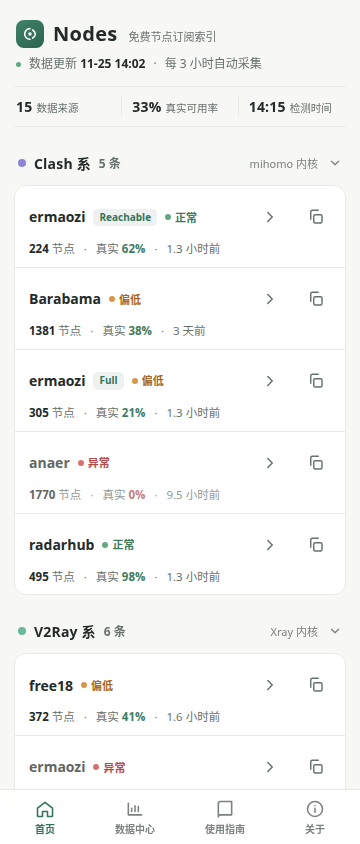 Nodes 免费节点订阅索引
数据更新 11-25 14:02 · 每 3 小时自动采集
15 数据来源 33% 真实可用率 14:15 检测时间
Clash 系 5 条 mihomo 内核
ermaozi Reachable 正常
224 节点 · 真实 62% · 1.3 小时前
Barabama 偏低
1381 节点 · 真实 38% · 3 天前
ermaozi Full 偏低
305 节点 · 真实 21% · 1.3 小时前
anaer 异常
1770 节点 · 真实 0% · 9.5 小时前
radarhub 正常
495 节点 · 真实 98% · 1.3 小时前
V2Ray 系 6 条 Xray 内核
free18 偏低
372 节点 · 真实 41% · 1.6 小时前
ermaozi 异常
首页 数据中心 使用指南 关于